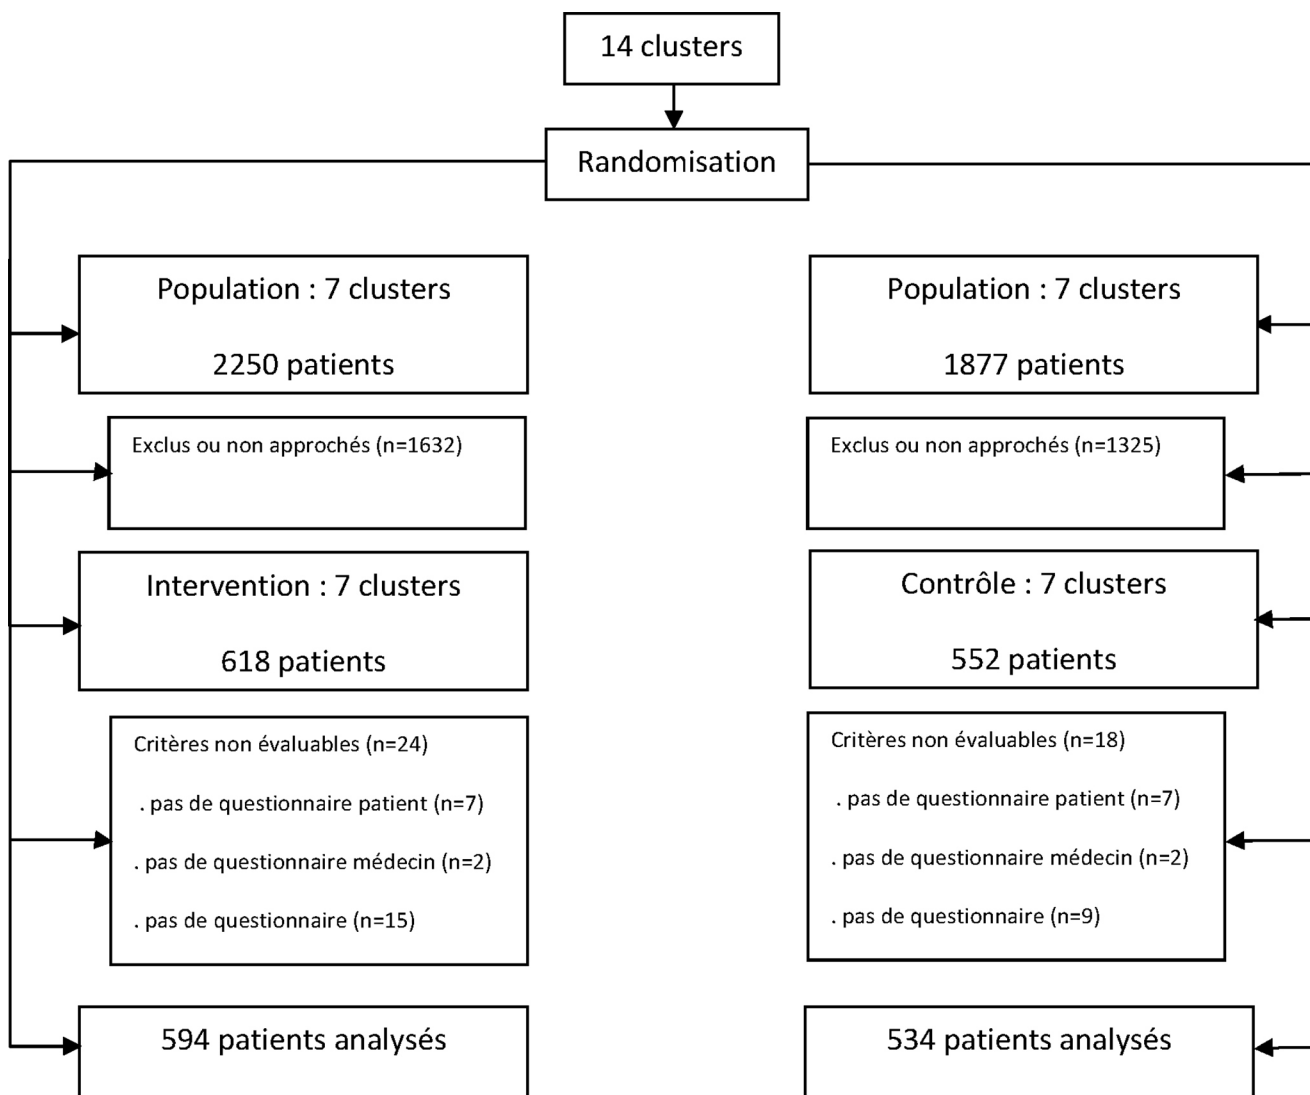 14 clusters
Randomisation
Population : 7 clusters
2250 patients
Population : 7 clusters
1877 patients
Exclus ou non approchés (n=1632)
Exclus ou non approchés (n=1325)
Intervention : 7 clusters
618 patients
Contrôle : 7 clusters
552 patients
Critères non évaluables (n=24)
. pas de questionnaire patient (n=7)
. pas de questionnaire médecin (n=2)
. pas de questionnaire (n=15)
Critères non évaluables (n=18)
. pas de questionnaire patient (n=7)
. pas de questionnaire médecin (n=2)
. pas de questionnaire (n=9)
594 patients analysés
534 patients analysés